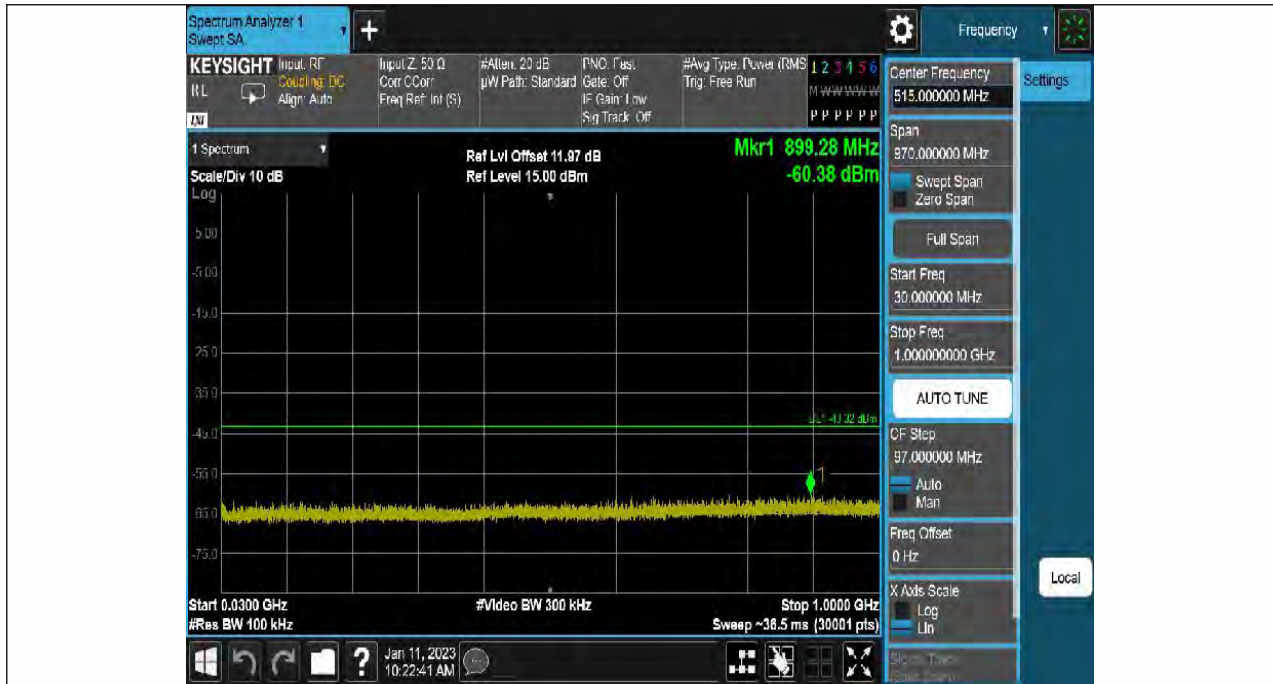 Spectrum Analyzer 1
Swept SA
+
Frequency
KEYSIGHT
RL
LXI
Input: RF
Coupling: DC
Align: Auto
Input Z: 50 Ω
Corr CCorr
Freq Ref: Int (S)
#Atten: 20 dB
µW Path: Standard
PNO: Fast
Gate: Off
IF Gain: Low
Sig Track: Off
#Avg Type: Power (RMS
Trig: Free Run
1 2 3 4 5 6
M W W W W W
P P P P P P
Center Frequency
515.000000 MHz
Settings
1 Spectrum
Scale/Div 10 dB
Log
Ref Lvl Offset 11.97 dB
Ref Level 15.00 dBm
Mkr1 899.28 MHz
-60.38 dBm
Span
970.000000 MHz
Swept Span
Zero Span
Full Span
Start Freq
30.000000 MHz
Stop Freq
1.000000000 GHz
AUTO TUNE
CF Step
97.000000 MHz
Auto
Man
Freq Offset
0 Hz
X Axis Scale
Log
Lin
Local
5.00
-5.00
-15.0
-25.0
-35.0
-45.0
-55.0
-65.0
-75.0
1
Start 0.0300 GHz
#Res BW 100 kHz
#Video BW 300 kHz
Stop 1.0000 GHz
Sweep ~36.5 ms (30001 pts)
?
Jan 11, 2023
10:22:41 AM